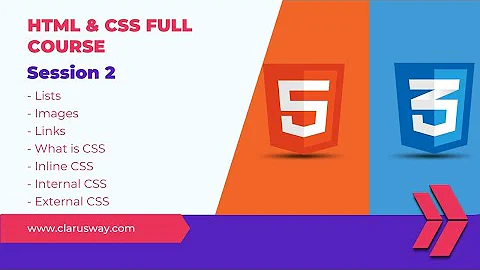 HTML & CSS FULL
COURSE
Session 2
- Lists
- Images
- Links
- What is CSS
- Inline CSS
- Internal CSS
- External CSS
www.clarusway.com
5
3